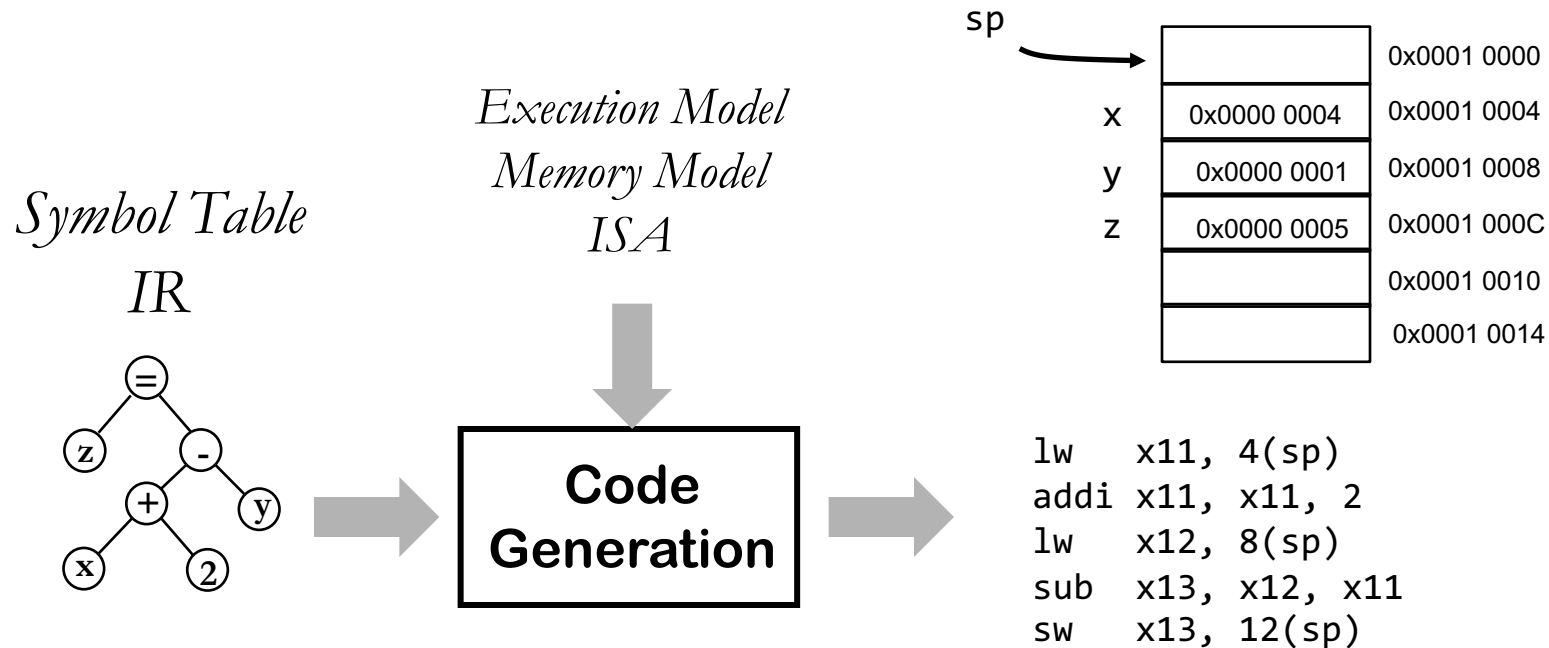 Symbol Table
IR
=
z
-
+
y
x
2
Execution Model
Memory Model
ISA
Code
Generation
sp
0x0001 0000
x 0x0000 0004 0x0001 0004
y 0x0000 0001 0x0001 0008
z 0x0000 0005 0x0001 000C
0x0001 0010
0x0001 0014
lw x11, 4(sp)
addi x11, x11, 2
lw x12, 8(sp)
sub x13, x12, x11
sw x13, 12(sp)